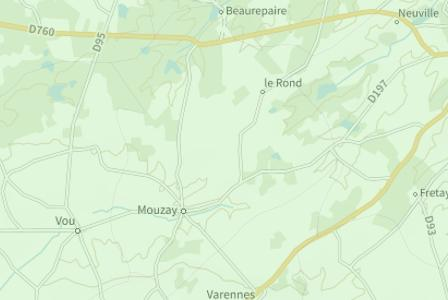 Beaurepaire
Neuville
D760
D95
le Rond
D197
Mouzay
Vou
Fretay
D93
Varennes